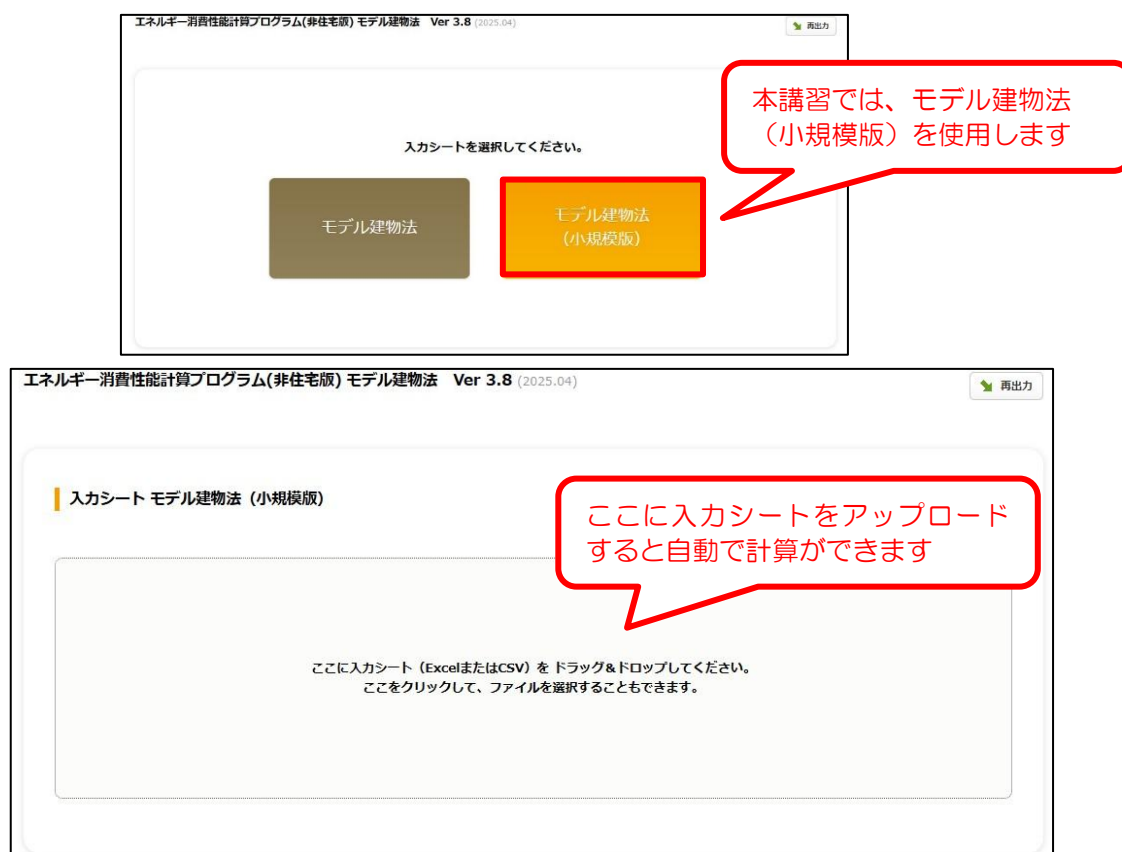 エネルギー消費性能計算プログラム(非住宅版) モデル建物法 Ver 3.8 (2025.04)
再出力
本講習では、モデル建物法
（小規模版）を使用します
入力シートを選択してください。
モデル建物法
モデル建物法
（小規模版）
エネルギー消費性能計算プログラム(非住宅版) モデル建物法 Ver 3.8 (2025.04)
再出力
入力シート モデル建物法（小規模版）
ここに入力シートをアップロード
すると自動で計算ができます
ここに入力シート（ExcelまたはCSV）を ドラッグ&ドロップしてください。
ここをクリックして、ファイルを選択することもできます。